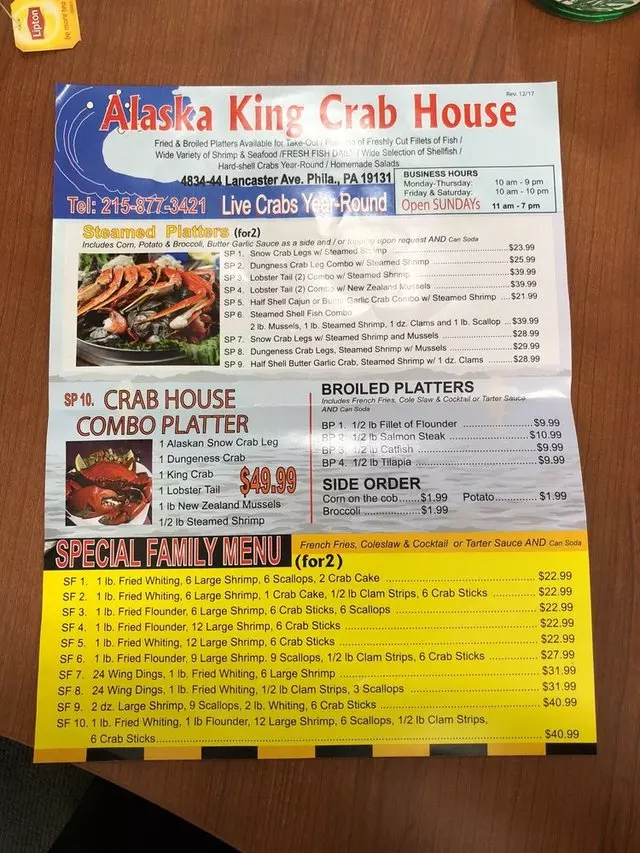 Lipton
be more tea
Rev. 12/17
Alaska King Crab House
Fried & Broiled Platters Available for Take-Out / of Freshly Cut Fillets of Fish /
Wide Variety of Shrimp & Seafood /FRESH FISH DAILY / Wide Selection of Shellfish /
Hard-shell Crabs Year-Round / Homemade Salads
4834-44 Lancaster Ave. Phila., PA 19131
Tel: 215-877-3421 Live Crabs Year-Round
BUSINESS HOURS
Monday-Thursday: 10 am - 9 pm
Friday & Saturday: 10 am - 10 pm
Open SUNDAYs 11 am - 7 pm
Steamed Platters (for2)
Includes Corn, Potato & Broccoli, Butter Garlic Sauce as a side and / or topping upon request AND Can Soda
SP 1. Snow Crab Legs w/ Steamed Shrimp $23.99
SP 2. Dungness Crab Leg Combo w/ Steamed Shrimp $25.99
SP 3. Lobster Tail (2) Combo w/ Steamed Shrimp $39.99
SP 4. Lobster Tail (2) Combo w/ New Zealand Mussels $39.99
SP 5. Half Shell Cajun or Butter Garlic Crab Combo w/ Steamed Shrimp $21.99
SP 6. Steamed Shell Fish Combo
2 lb. Mussels, 1 lb. Steamed Shrimp, 1 dz. Clams and 1 lb. Scallop $39.99
SP 7. Snow Crab Legs w/ Steamed Shrimp and Mussels $28.99
SP 8. Dungeness Crab Legs, Steamed Shrimp w/ Mussels $29.99
SP 9. Half Shell Butter Garlic Crab, Steamed Shrimp w/ 1 dz. Clams $28.99
SP 10. CRAB HOUSE
COMBO PLATTER
1 Alaskan Snow Crab Leg
1 Dungeness Crab
1 King Crab
1 Lobster Tail
1 lb New Zealand Mussels
1/2 lb Steamed Shrimp
$49.99
BROILED PLATTERS
Includes French Fries, Cole Slaw & Cocktail or Tarter Sauce
AND Can Soda
BP 1. 1/2 lb Fillet of Flounder $9.99
BP 2. 1/2 lb Salmon Steak $10.99
BP 3. 1/2 lb Catfish $9.99
BP 4. 1/2 lb Tilapia $9.99
SIDE ORDER
Corn on the cob $1.99 Potato $1.99
Broccoli $1.99
SPECIAL FAMILY MENU (for2)
French Fries, Coleslaw & Cocktail or Tarter Sauce AND Can Soda
SF 1. 1 lb. Fried Whiting, 6 Large Shrimp, 6 Scallops, 2 Crab Cake $22.99
SF 2. 1 lb. Fried Whiting, 6 Large Shrimp, 1 Crab Cake, 1/2 lb Clam Strips, 6 Crab Sticks $22.99
SF 3. 1 lb. Fried Flounder, 6 Large Shrimp, 6 Crab Sticks, 6 Scallops $22.99
SF 4. 1 lb. Fried Flounder, 12 Large Shrimp, 6 Crab Sticks $22.99
SF 5. 1 lb. Fried Whiting, 12 Large Shrimp, 6 Crab Sticks $22.99
SF 6. 1 lb. Fried Flounder, 9 Large Shrimp, 9 Scallops, 1/2 lb Clam Strips, 6 Crab Sticks $27.99
SF 7. 24 Wing Dings, 1 lb. Fried Whiting, 6 Large Shrimp $31.99
SF 8. 24 Wing Dings, 1 lb. Fried Whiting, 1/2 lb Clam Strips, 3 Scallops $31.99
SF 9. 2 dz. Large Shrimp, 9 Scallops, 2 lb. Whiting, 6 Crab Sticks $40.99
SF 10. 1 lb. Fried Whiting, 1 lb Flounder, 12 Large Shrimp, 6 Scallops, 1/2 lb Clam Strips,
6 Crab Sticks $40.99